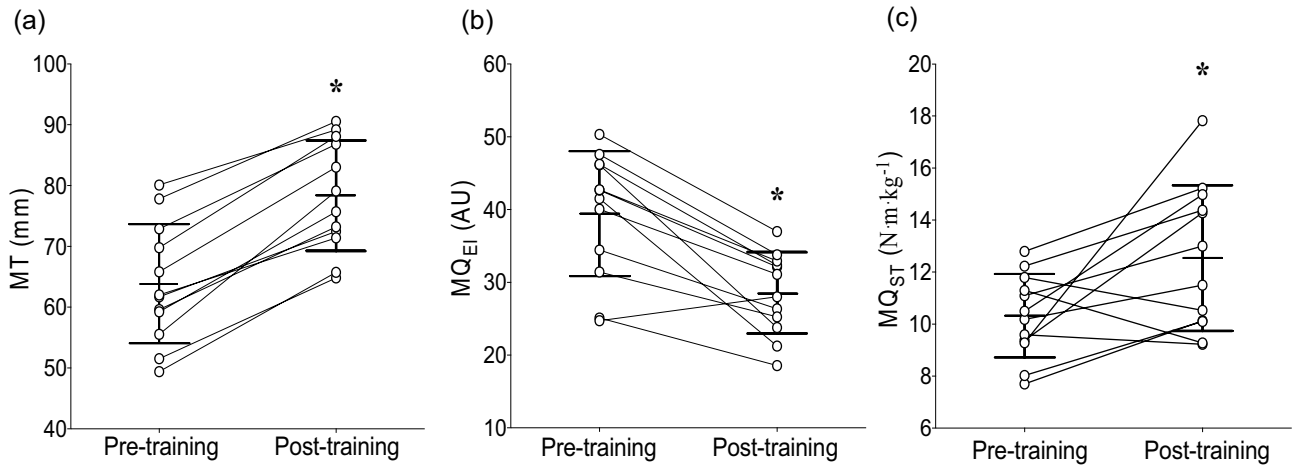 (a)
MT (mm)
100
90
80
70
60
50
40
*
Pre-training Post-training
(b)
MQEI (AU)
60
50
40
30
20
10
*
Pre-training Post-training
(c)
MQST (N·m·kg-1)
20
18
16
14
12
10
8
6
*
Pre-training Post-training